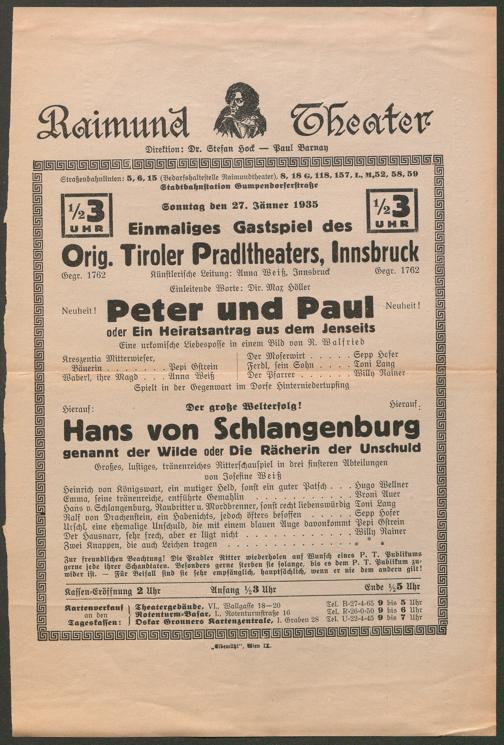 Raimund Theater
Direktion: Dr. Stefan Hock — Paul Barnay
Straßenbahnlinien: 5, 6, 15 (Bedarfshaltestelle Raimundtheater), 8, 18 G, 118, 157, L, M, 52, 58, 59
Stadtbahnstation Gumpendorferstraße
½3 UHR
Sonntag den 27. Jänner 1935
½3 UHR
Einmaliges Gastspiel des
Orig. Tiroler Pradltheaters, Innsbruck
Gegr. 1762 Künstlerische Leitung: Anna Weiß, Innsbruck Gegr. 1762
Einleitende Worte: Dir. Max Höller
Neuheit! Peter und Paul Neuheit!
oder Ein Heiratsantrag aus dem Jenseits
Eine urkomische Liebesposse in einem Bild von R. Walfried
Kreszentia Mitterwieser,
Bäuerin . . . . . . . Pepi Gstrein
Waberl, ihre Magd . . . Anna Weiß
Der Moserwirt . . . . . Sepp Hofer
Ferdl, sein Sohn . . . . Toni Lang
Der Pfarrer . . . . . . Willy Rainer
Spielt in der Gegenwart im Dorfe Hinterniedertupfing
Hierauf: Der große Welterfolg! Hierauf:
Hans von Schlangenburg
genannt der Wilde oder Die Rächerin der Unschuld
Großes, lustiges, tränenreiches Ritterschauspiel in drei finsteren Abteilungen
von Josefine Weiß
Heinrich von Königswart, ein mutiger Held, sonst ein guter Patsch . . . Hugo Wellner
Emma, seine tränenreiche, entführte Gemahlin . . . . . . . . Vroni Auer
Hans v. Schlangenburg, Raubritter u. Mordbrenner, sonst recht liebenswürdig Toni Lang
Ralf von Drachenstein, ein Habenichts, jedoch öfters besoffen . . . . . Sepp Hofer
Urschl, eine ehemalige Unschuld, die mit einem blauen Auge davonkommt Pepi Gstrein
Der Hausnarr, sehr frech, aber er lügt nicht . . . . . . . . Willy Rainer
Zwei Knappen, die auch Leichen tragen . . . . . . . . * * *
Zur freundlichen Beachtung! Die Pradler Ritter wiederholen auf Wunsch eines P. T. Publikums
gerne jede ihrer Schandtaten. Besonders gerne sterben sie solange, bis es dem P. T. Publikum zu-
wider ist. — Für Beifall sind sie sehr empfänglich, hauptsächlich, wenn er nie dem andern gilt!
Kassen-Eröffnung 2 Uhr Anfang ½3 Uhr Ende ½5 Uhr
Kartenverkauf an den Tageskassen:
Theatergebäude, VI., Wallgasse 18—20 Tel. B-27-4-65 9 bis 5 Uhr
Rotenturm-Basar, I., Rotenturmstraße 16 Tel. R-26-0-50 9 bis 6 Uhr
Oskar Gronners Kartenzentrale, I. Graben 28 Tel. U-22-4-45 9 bis 7 Uhr
„Elbemühl", Wien IX.